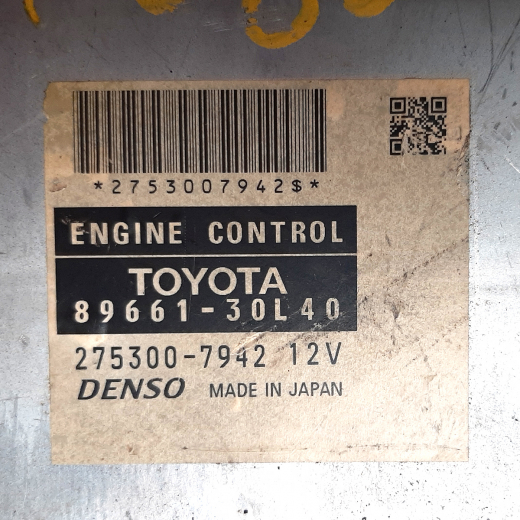 *2753007942$*
ENGINE CONTROL
TOYOTA
89661-30L40
275300-7942 12V
DENSO MADE IN JAPAN